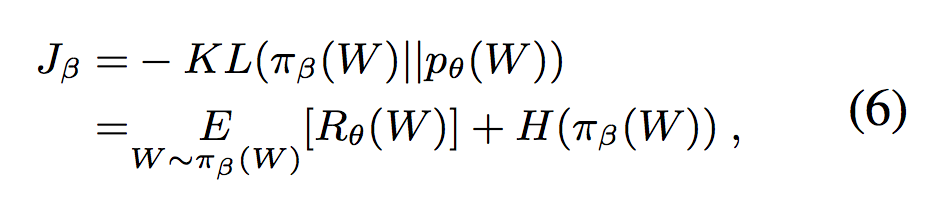 J_β = − KL(π_β(W)||p_θ(W))
= E_{W∼π_β(W)} [R_θ(W)] + H(π_β(W)) , (6)